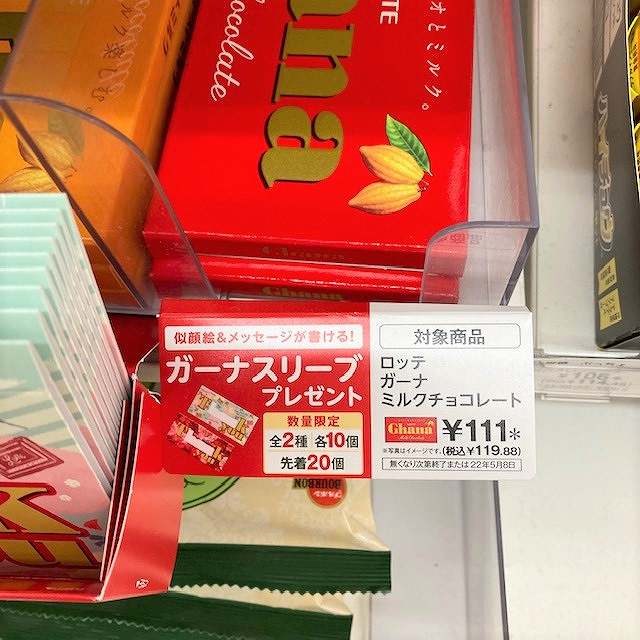 オとミルク。
Chocolate
似顔絵&メッセージが書ける!
ガーナスリーブ
プレゼント
数量限定
全2種 各10個
先着20個
対象商品
ロッテ
ガーナ
ミルクチョコレート
Ghana
¥111*
※写真はイメージです。(税込¥119.88)
無くなり次第終了または22年5月8日
Ghana
BOURBON